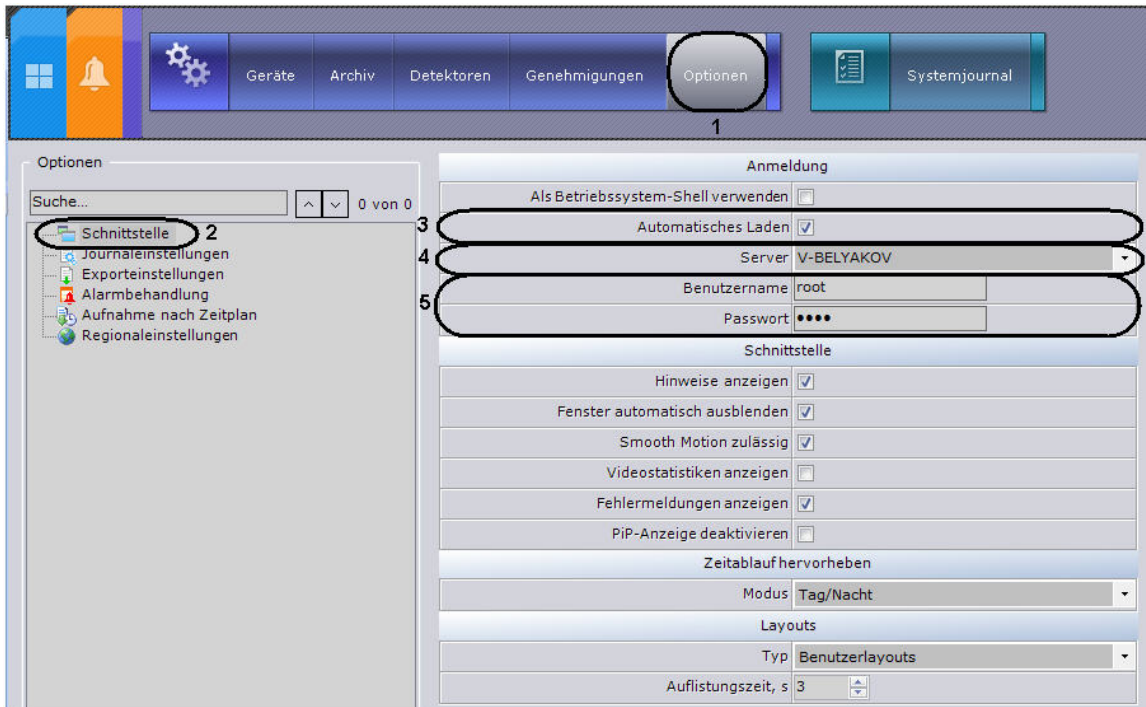 Geräte Archiv Detektoren Genehmigungen Optionen Systemjournal
1
Optionen
Suche... 0 von 0
Schnittstelle 2
Journaleinstellungen
Exporteinstellungen
Alarmbehandlung
Aufnahme nach Zeitplan
Regionaleinstellungen
Anmeldung
Als Betriebssystem-Shell verwenden
3 Automatisches Laden
4 Server V-BELYAKOV
5 Benutzername root
Passwort ••••
Schnittstelle
Hinweise anzeigen
Fenster automatisch ausblenden
Smooth Motion zulässig
Videostatistiken anzeigen
Fehlermeldungen anzeigen
PiP-Anzeige deaktivieren
Zeitablauf hervorheben
Modus Tag/Nacht
Layouts
Typ Benutzerlayouts
Auflistungszeit, s 3